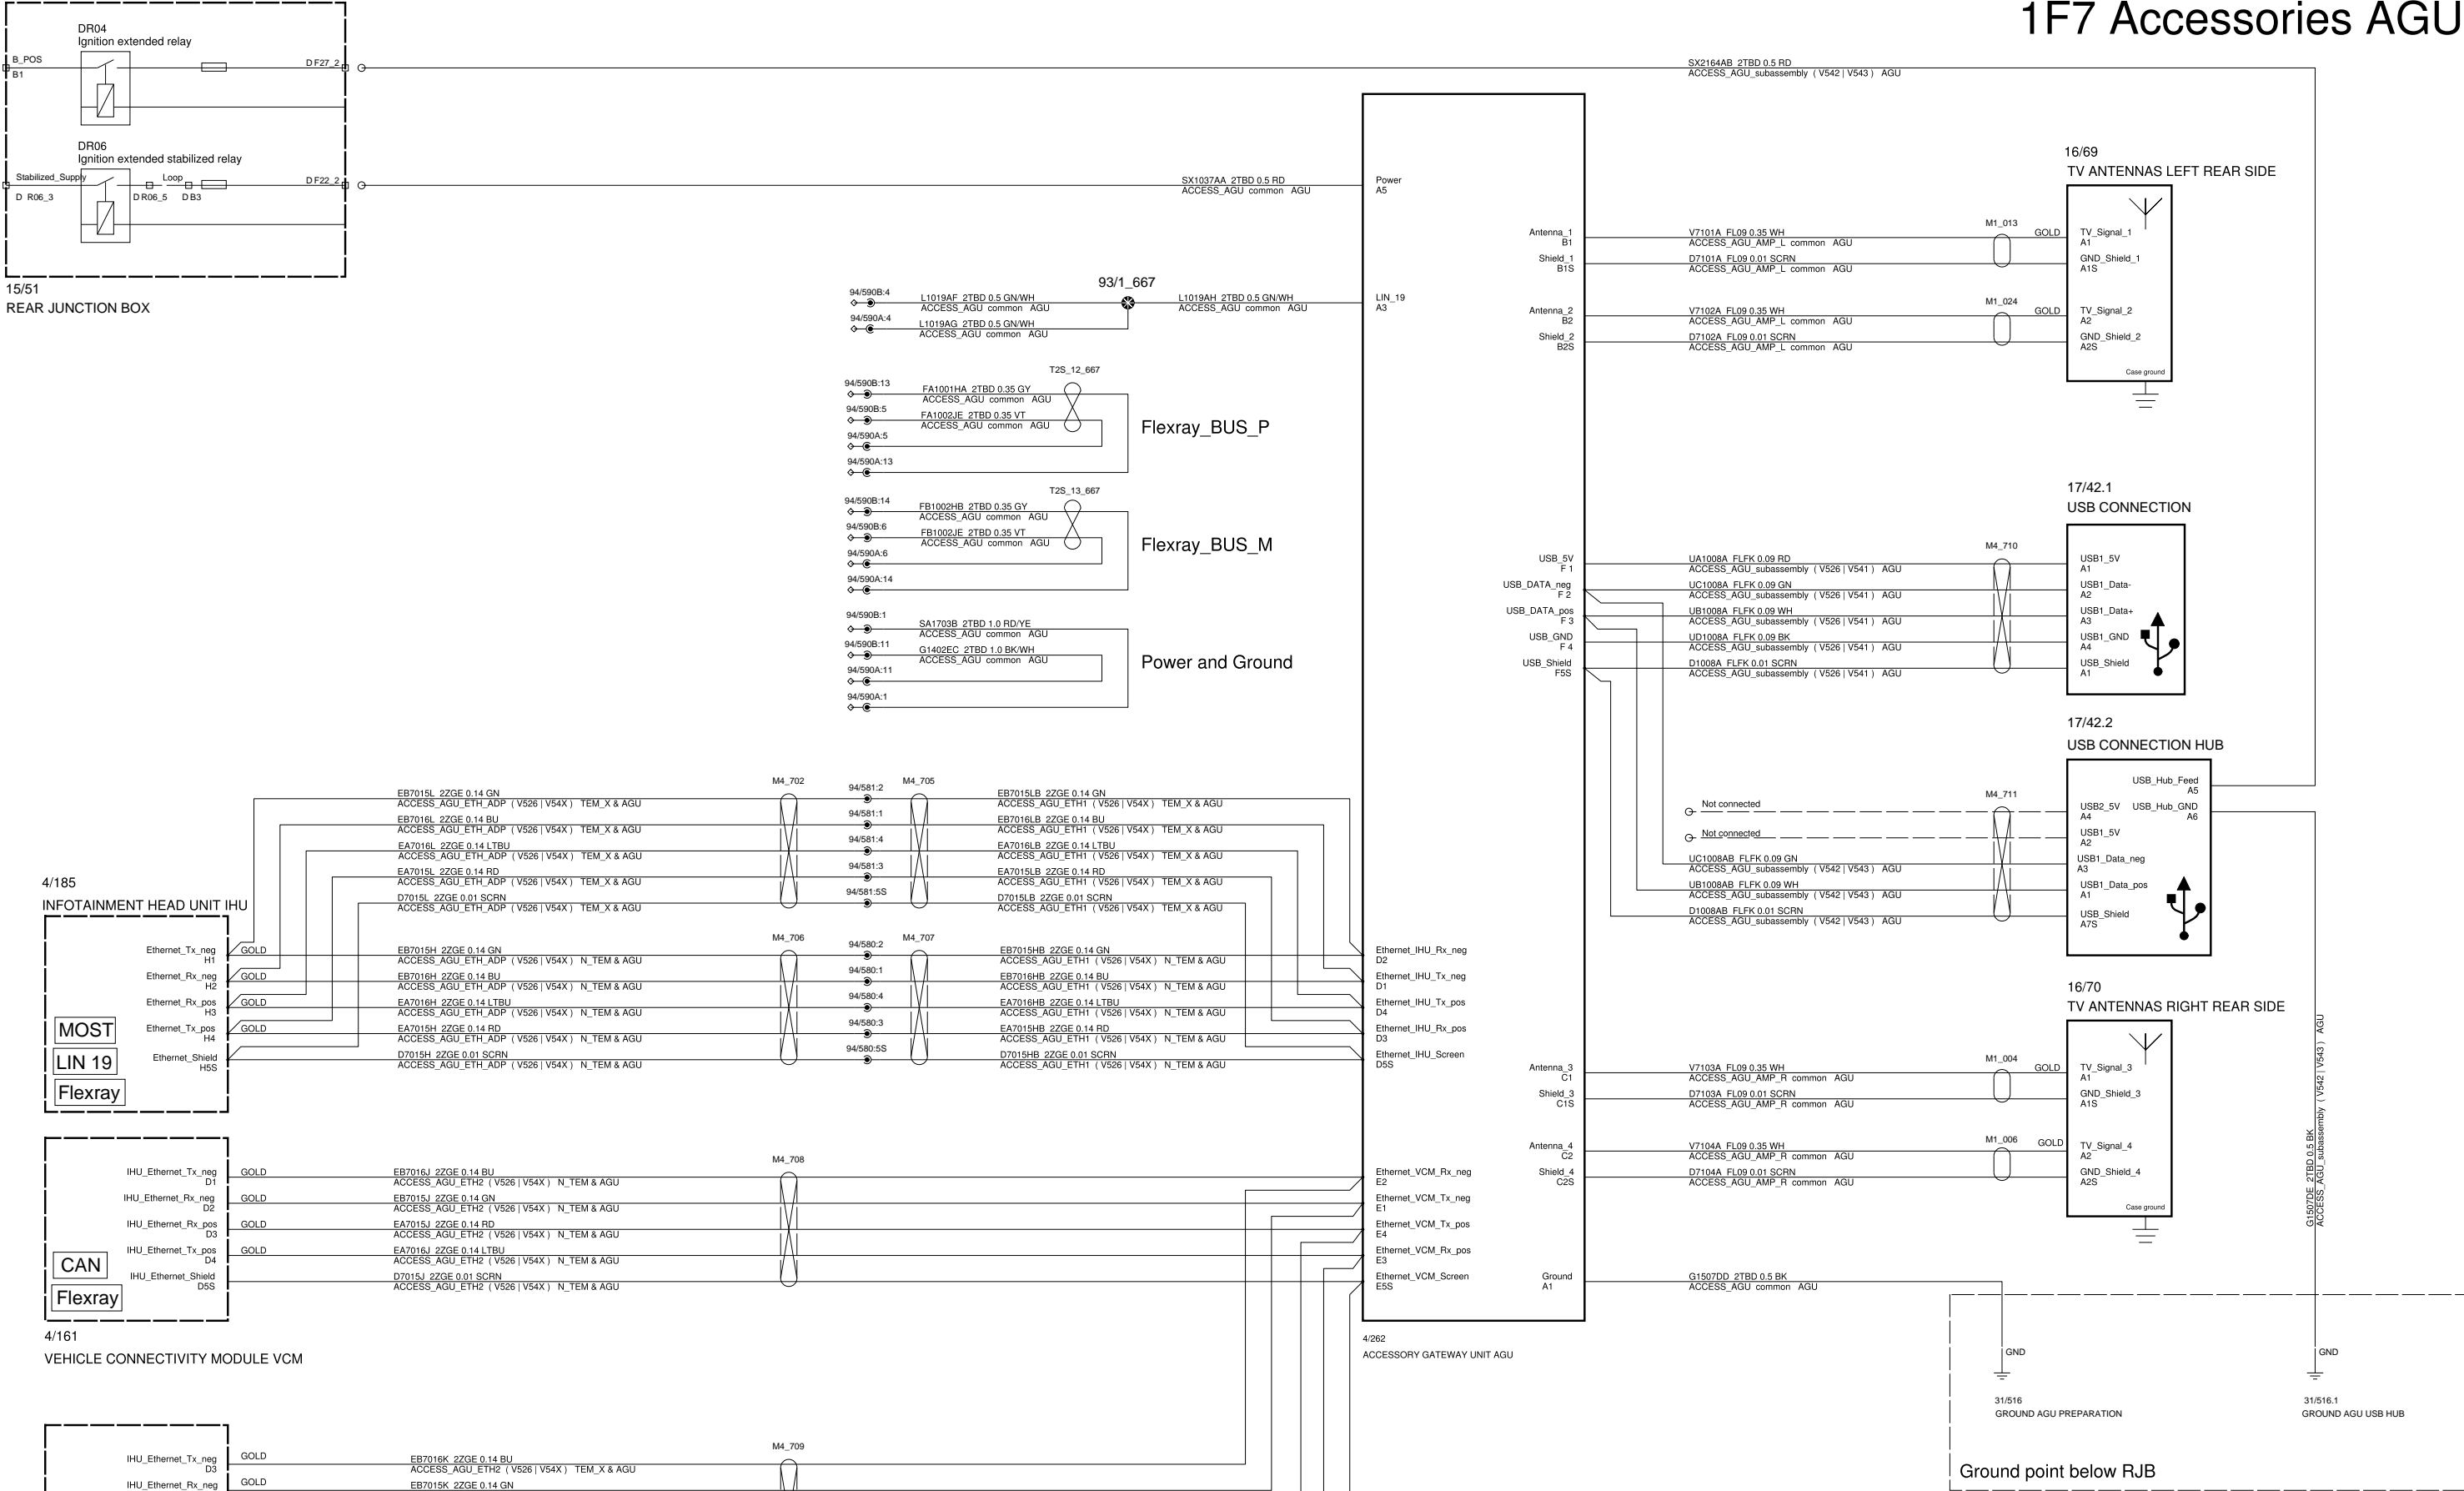 1F7 Accessories AGU
DR04
Ignition extended relay
B_POS
B1
DF27_2
DR06
Ignition extended stabilized relay
Stabilized_Supply
Loop
DF22_2
D R06_3
DR06_5
DB3
15/51
REAR JUNCTION BOX
SX2164AB 2TBD 0.5 RD
ACCESS_AGU_subassembly ( V542 | V543 ) AGU
SX1037AA 2TBD 0.5 RD
ACCESS_AGU common AGU
Power
A5
93/1_667
94/590B:4
L1019AF 2TBD 0.5 GN/WH
ACCESS_AGU common AGU
L1019AH 2TBD 0.5 GN/WH
ACCESS_AGU common AGU
LIN_19
A3
94/590A:4
L1019AG 2TBD 0.5 GN/WH
ACCESS_AGU common AGU
T2S_12_667
94/590B:13
FA1001HA 2TBD 0.35 GY
ACCESS_AGU common AGU
94/590B:5
FA1002JE 2TBD 0.35 VT
ACCESS_AGU common AGU
94/590A:5
94/590A:13
Flexray_BUS_P
T2S_13_667
94/590B:14
FB1002HB 2TBD 0.35 GY
ACCESS_AGU common AGU
94/590B:6
FB1002JE 2TBD 0.35 VT
ACCESS_AGU common AGU
94/590A:6
94/590A:14
Flexray_BUS_M
94/590B:1
SA1703B 2TBD 1.0 RD/YE
ACCESS_AGU common AGU
94/590B:11
G1402EC 2TBD 1.0 BK/WH
ACCESS_AGU common AGU
94/590A:11
94/590A:1
Power and Ground
16/69
TV ANTENNAS LEFT REAR SIDE
Antenna_1
B1
V7101A FL09 0.35 WH
ACCESS_AGU_AMP_L common AGU
M1_013
GOLD
TV_Signal_1
A1
Shield_1
B1S
D7101A FL09 0.01 SCRN
ACCESS_AGU_AMP_L common AGU
GND_Shield_1
A1S
Antenna_2
B2
V7102A FL09 0.35 WH
ACCESS_AGU_AMP_L common AGU
M1_024
GOLD
TV_Signal_2
A2
Shield_2
B2S
D7102A FL09 0.01 SCRN
ACCESS_AGU_AMP_L common AGU
GND_Shield_2
A2S
Case ground
17/42.1
USB CONNECTION
M4_710
USB_5V
F 1
UA1008A FLFK 0.09 RD
ACCESS_AGU_subassembly ( V526 | V541 ) AGU
USB1_5V
A1
USB_DATA_neg
F 2
UC1008A FLFK 0.09 GN
ACCESS_AGU_subassembly ( V526 | V541 ) AGU
USB1_Data-
A2
USB_DATA_pos
F 3
UB1008A FLFK 0.09 WH
ACCESS_AGU_subassembly ( V526 | V541 ) AGU
USB1_Data+
A3
USB_GND
F 4
UD1008A FLFK 0.09 BK
ACCESS_AGU_subassembly ( V526 | V541 ) AGU
USB1_GND
A4
USB_Shield
F5S
D1008A FLFK 0.01 SCRN
ACCESS_AGU_subassembly ( V526 | V541 ) AGU
USB_Shield
A1
17/42.2
USB CONNECTION HUB
USB_Hub_Feed
A5
M4_711
Not connected
USB2_5V
A4
USB_Hub_GND
A6
Not connected
USB1_5V
A2
UC1008AB FLFK 0.09 GN
ACCESS_AGU_subassembly ( V542 | V543 ) AGU
USB1_Data_neg
A3
UB1008AB FLFK 0.09 WH
ACCESS_AGU_subassembly ( V542 | V543 ) AGU
USB1_Data_pos
A1
D1008AB FLFK 0.01 SCRN
ACCESS_AGU_subassembly ( V542 | V543 ) AGU
USB_Shield
A7S
M4_702
M4_705
EB7015L 2ZGE 0.14 GN
ACCESS_AGU_ETH_ADP ( V526 | V54X ) TEM_X & AGU
94/581:2
EB7015LB 2ZGE 0.14 GN
ACCESS_AGU_ETH1 ( V526 | V54X ) TEM_X & AGU
EB7016L 2ZGE 0.14 BU
ACCESS_AGU_ETH_ADP ( V526 | V54X ) TEM_X & AGU
94/581:1
EB7016LB 2ZGE 0.14 BU
ACCESS_AGU_ETH1 ( V526 | V54X ) TEM_X & AGU
EA7016L 2ZGE 0.14 LTBU
ACCESS_AGU_ETH_ADP ( V526 | V54X ) TEM_X & AGU
94/581:4
EA7016LB 2ZGE 0.14 LTBU
ACCESS_AGU_ETH1 ( V526 | V54X ) TEM_X & AGU
EA7015L 2ZGE 0.14 RD
ACCESS_AGU_ETH_ADP ( V526 | V54X ) TEM_X & AGU
94/581:3
EA7015LB 2ZGE 0.14 RD
ACCESS_AGU_ETH1 ( V526 | V54X ) TEM_X & AGU
D7015L 2ZGE 0.01 SCRN
ACCESS_AGU_ETH_ADP ( V526 | V54X ) TEM_X & AGU
94/581:5S
D7015LB 2ZGE 0.01 SCRN
ACCESS_AGU_ETH1 ( V526 | V54X ) TEM_X & AGU
4/185
INFOTAINMENT HEAD UNIT IHU
M4_706
M4_707
Ethernet_Tx_neg
H1
GOLD
EB7015H 2ZGE 0.14 GN
ACCESS_AGU_ETH_ADP ( V526 | V54X ) N_TEM & AGU
94/580:2
EB7015HB 2ZGE 0.14 GN
ACCESS_AGU_ETH1 ( V526 | V54X ) N_TEM & AGU
Ethernet_IHU_Rx_neg
D2
Ethernet_Rx_neg
H2
GOLD
EB7016H 2ZGE 0.14 BU
ACCESS_AGU_ETH_ADP ( V526 | V54X ) N_TEM & AGU
94/580:1
EB7016HB 2ZGE 0.14 BU
ACCESS_AGU_ETH1 ( V526 | V54X ) N_TEM & AGU
Ethernet_IHU_Tx_neg
D1
Ethernet_Rx_pos
H3
GOLD
EA7016H 2ZGE 0.14 LTBU
ACCESS_AGU_ETH_ADP ( V526 | V54X ) N_TEM & AGU
94/580:4
EA7016HB 2ZGE 0.14 LTBU
ACCESS_AGU_ETH1 ( V526 | V54X ) N_TEM & AGU
Ethernet_IHU_Tx_pos
D4
Ethernet_Tx_pos
H4
GOLD
EA7015H 2ZGE 0.14 RD
ACCESS_AGU_ETH_ADP ( V526 | V54X ) N_TEM & AGU
94/580:3
EA7015HB 2ZGE 0.14 RD
ACCESS_AGU_ETH1 ( V526 | V54X ) N_TEM & AGU
Ethernet_IHU_Rx_pos
D3
Ethernet_Shield
H5S
D7015H 2ZGE 0.01 SCRN
ACCESS_AGU_ETH_ADP ( V526 | V54X ) N_TEM & AGU
94/580:5S
D7015HB 2ZGE 0.01 SCRN
ACCESS_AGU_ETH1 ( V526 | V54X ) N_TEM & AGU
Ethernet_IHU_Screen
D5S
MOST
LIN 19
Flexray
16/70
TV ANTENNAS RIGHT REAR SIDE
Antenna_3
C1
V7103A FL09 0.35 WH
ACCESS_AGU_AMP_R common AGU
M1_004
GOLD
TV_Signal_3
A1
Shield_3
C1S
D7103A FL09 0.01 SCRN
ACCESS_AGU_AMP_R common AGU
GND_Shield_3
A1S
Antenna_4
C2
V7104A FL09 0.35 WH
ACCESS_AGU_AMP_R common AGU
M1_006
GOLD
TV_Signal_4
A2
Shield_4
C2S
D7104A FL09 0.01 SCRN
ACCESS_AGU_AMP_R common AGU
GND_Shield_4
A2S
Case ground
G1507DE 2TBD 0.5 BK
ACCESS_AGU_subassembly ( V542 | V543 ) AGU
M4_708
IHU_Ethernet_Tx_neg
D1
GOLD
EB7016J 2ZGE 0.14 BU
ACCESS_AGU_ETH2 ( V526 | V54X ) N_TEM & AGU
Ethernet_VCM_Rx_neg
E2
IHU_Ethernet_Rx_neg
D2
GOLD
EB7015J 2ZGE 0.14 GN
ACCESS_AGU_ETH2 ( V526 | V54X ) N_TEM & AGU
Ethernet_VCM_Tx_neg
E1
IHU_Ethernet_Rx_pos
D3
GOLD
EA7015J 2ZGE 0.14 RD
ACCESS_AGU_ETH2 ( V526 | V54X ) N_TEM & AGU
Ethernet_VCM_Tx_pos
E4
IHU_Ethernet_Tx_pos
D4
GOLD
EA7016J 2ZGE 0.14 LTBU
ACCESS_AGU_ETH2 ( V526 | V54X ) N_TEM & AGU
Ethernet_VCM_Rx_pos
E3
IHU_Ethernet_Shield
D5S
D7015J 2ZGE 0.01 SCRN
ACCESS_AGU_ETH2 ( V526 | V54X ) N_TEM & AGU
Ethernet_VCM_Screen
E5S
CAN
Flexray
4/161
VEHICLE CONNECTIVITY MODULE VCM
Ground
A1
G1507DD 2TBD 0.5 BK
ACCESS_AGU common AGU
4/262
ACCESSORY GATEWAY UNIT AGU
GND
GND
31/516
GROUND AGU PREPARATION
31/516.1
GROUND AGU USB HUB
Ground point below RJB
M4_709
IHU_Ethernet_Tx_neg
D3
GOLD
EB7016K 2ZGE 0.14 BU
ACCESS_AGU_ETH2 ( V526 | V54X ) TEM_X & AGU
IHU_Ethernet_Rx_neg
GOLD
EB7015K 2ZGE 0.14 GN